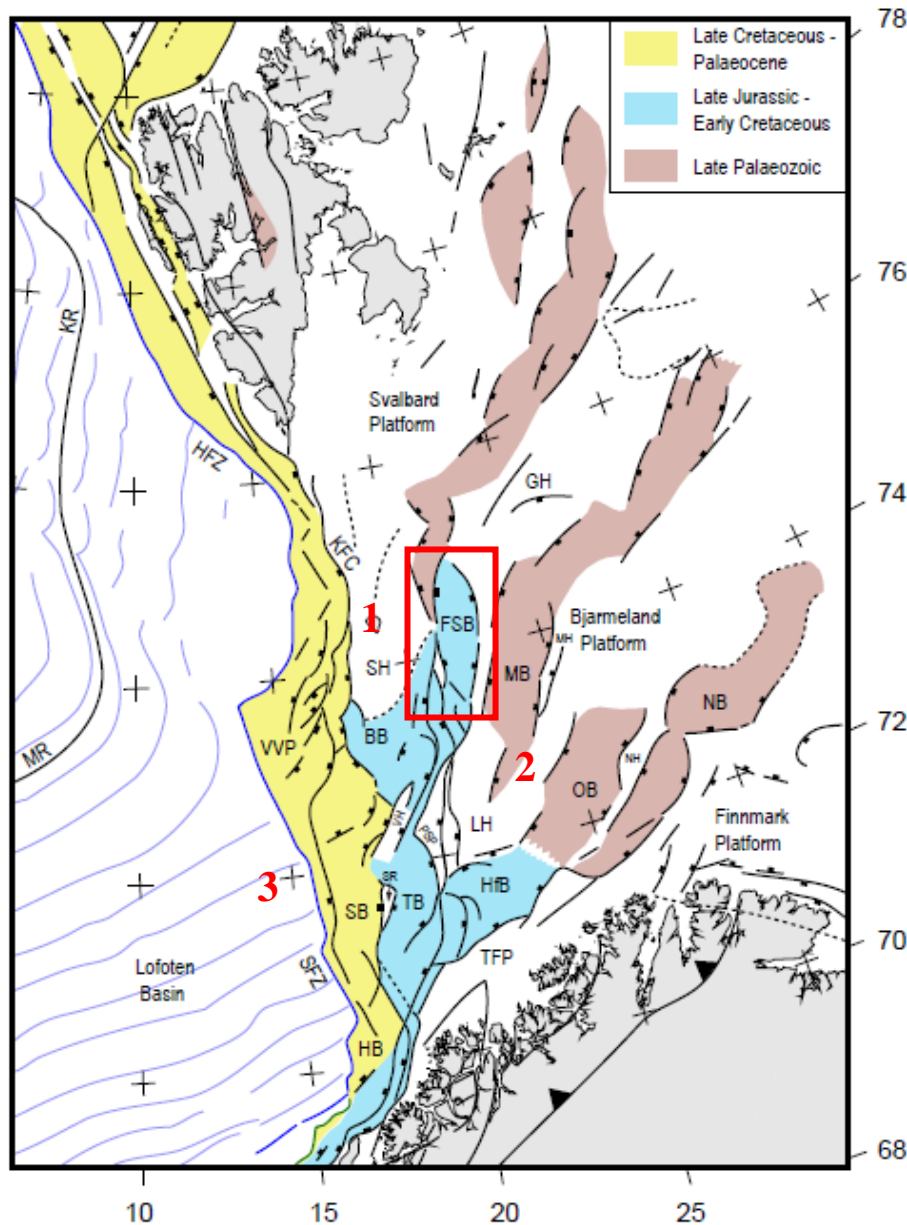 78
Late Cretaceous -
Palaeocene
Late Jurassic -
Early Cretaceous
Late Palaeozoic
76
KR
Svalbard
Platform
HFZ
GH
74
KFC
1
FSB
Bjarmeland
Platform
MH
SH
MB
NB
72
VVP
BB
MR
NH
2
OB
VH
PSP
LH
Finnmark
Platform
3
SR
HfB
SB
TB
70
TFP
Lofoten
Basin
SFZ
HB
68
10
15
20
25